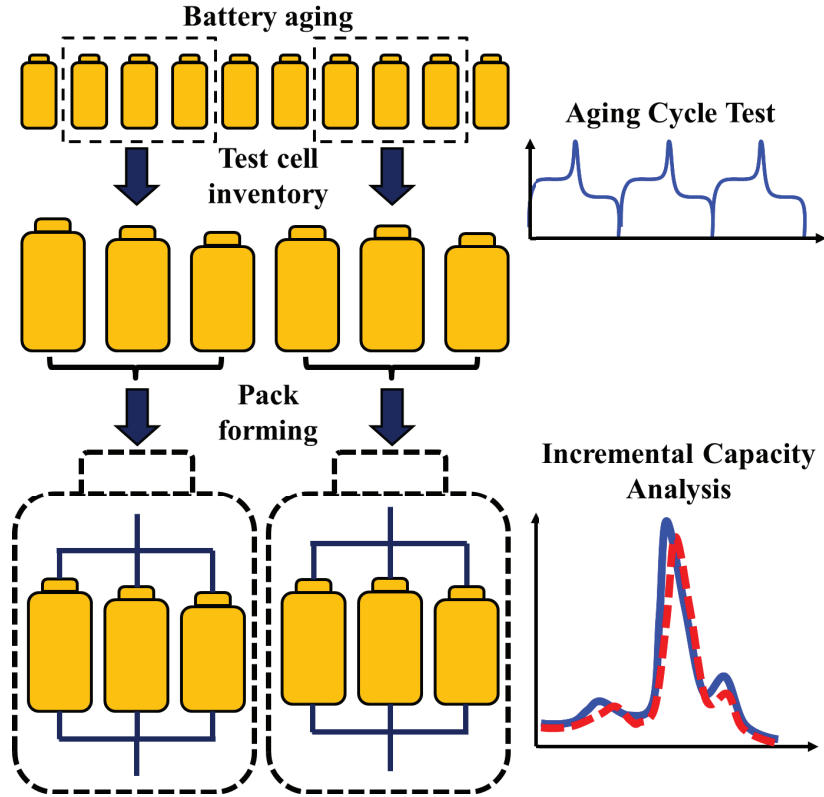 Battery aging
Aging Cycle Test
Test cell
inventory
Pack
forming
Incremental Capacity
Analysis